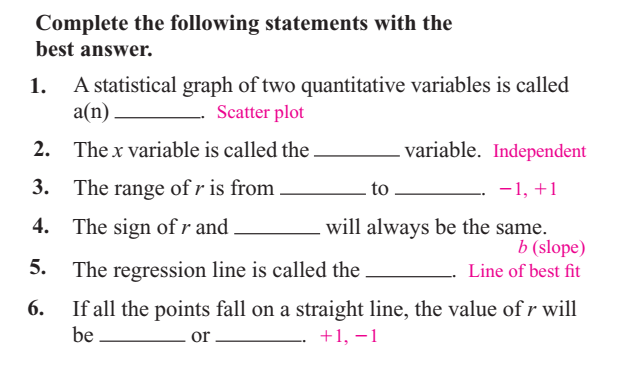 Complete the following statements with the
best answer.
1. A statistical graph of two quantitative variables is called
a(n) ________. Scatter plot
2. The x variable is called the ________ variable. Independent
3. The range of r is from ________ to ________. −1, +1
4. The sign of r and ________ will always be the same.
b (slope)
5. The regression line is called the ________. Line of best fit
6. If all the points fall on a straight line, the value of r will
be ________ or ________. +1, −1